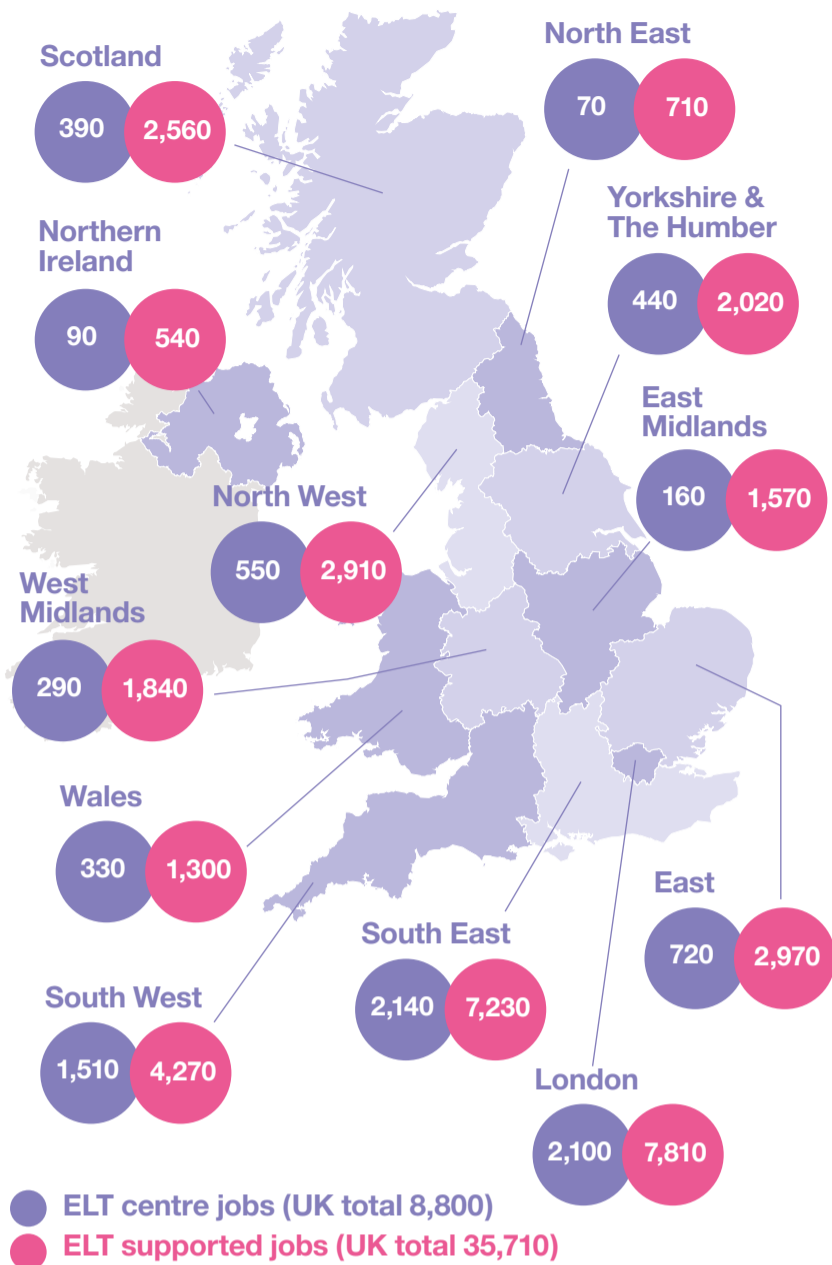 North East
70 710
Scotland
390 2,560
Yorkshire &
The Humber
440 2,020
Northern
Ireland
90 540
East
Midlands
160 1,570
North West
550 2,910
West
Midlands
290 1,840
Wales
330 1,300
East
720 2,970
South East
2,140 7,230
South West
1,510 4,270
London
2,100 7,810
ELT centre jobs (UK total 8,800)
ELT supported jobs (UK total 35,710)